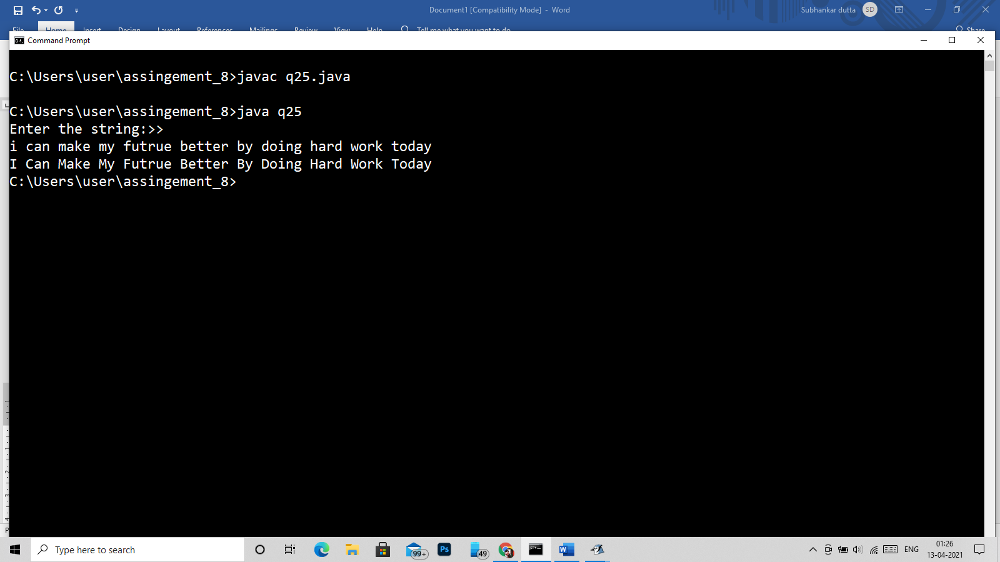 Document1 [Compatibility Mode] - Word
Subhankar dutta
SD
File Home Insert Design Layout References Mailings Review View Help Tell me what you want to do
Share
Command Prompt
C:\Users\user\assingement_8>javac q25.java
C:\Users\user\assingement_8>java q25
Enter the string:>>
i can make my futrue better by doing hard work today
I Can Make My Futrue Better By Doing Hard Work Today
C:\Users\user\assingement_8>
Type here to search
99+
Ps
49
ENG
01:26
13-04-2021